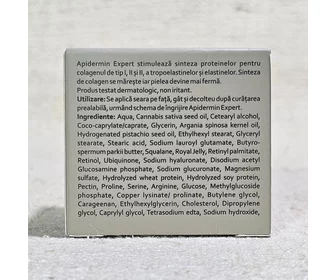 Apidermin Expert stimulează sinteza proteinelor pentru
colagenul de tip I, II și II, a tropoelastinelor și elastinelor. Sinteza
de colagen se mărește iar pielea devine mai fermă.
Produs testat dermatologic, non iritant.
Utilizare: Se aplică seara pe față, gât și decolteu după curățarea
prealabilă, urmând schema de îngrijire Apidermin Expert.
Ingrediente: Aqua, Cannabis sativa seed oil, Cetearyl alcohol,
Coco-caprylate/caprate, Glycerin, Argania spinosa kernel oil,
Hydrogenated pistachio seed oil, Ethylhexyl stearat, Glyceryl
stearate, Stearic acid, Sodium lauroyl glutamate, Butyro-
spermum parkii butter, Squalane, Royal Jelly, Retinyl palmitate,
Retinol, Ubiquinone, Sodium hyaluronate, Disodium acetyl
Glucosamine phosphate, Sodium glucuronate, Magnesium
sulfate, Hydrolyzed wheat protein, Hydrolyzed soy protein,
Pectin, Proline, Serine, Arginine, Glucose, Methylglucoside
phosphate, Copper lysinate/ prolinate, Butylene glycol,
Carageenan, Ethylhexylglycerin, Cholesterol, Dipropylene
glycol, Caprylyl glycol, Tetrasodium edta, Sodium hydroxide,